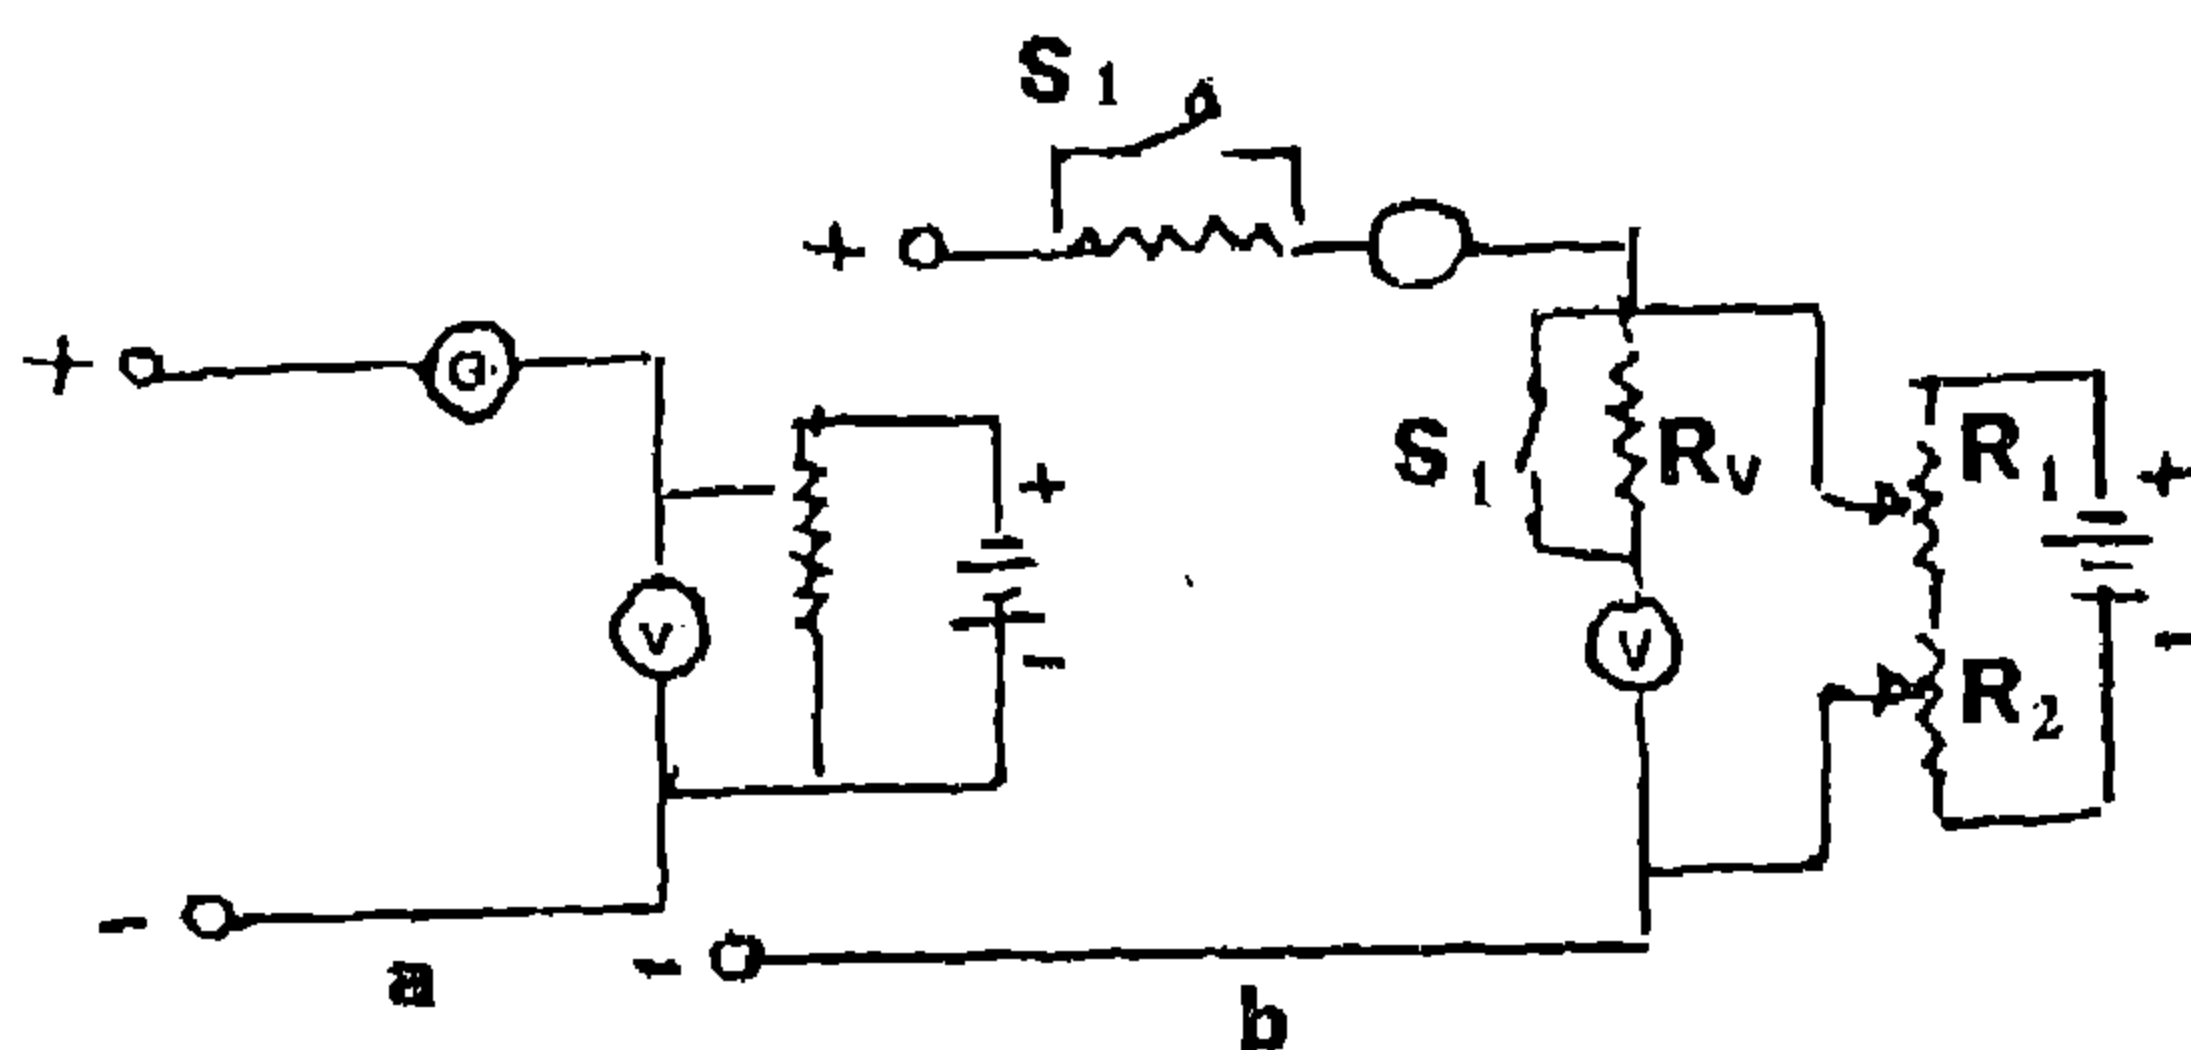 S1
+
+
G
+
S1
RV
R1
+
V
V
R2
-
-
-
-
a
b